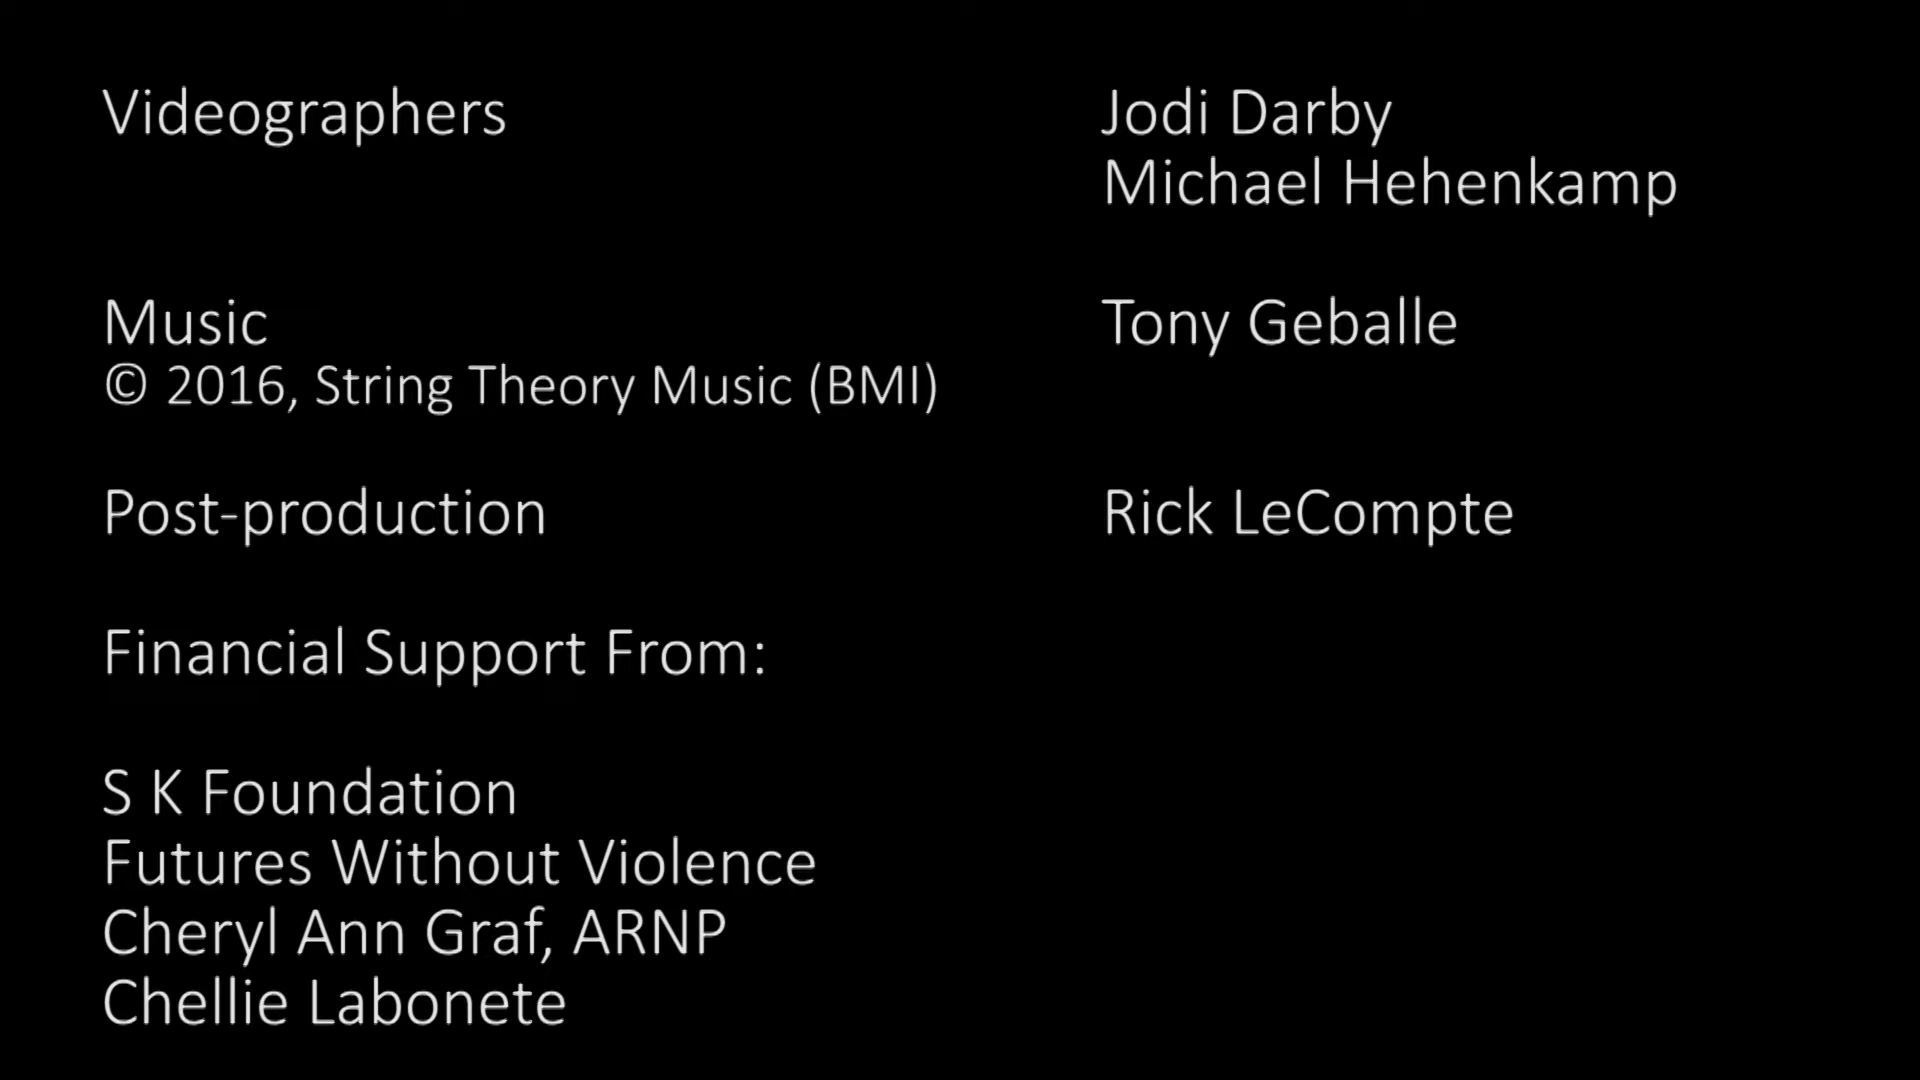 Videographers Jodi Darby
Michael Hehenkamp
Music Tony Geballe
© 2016, String Theory Music (BMI)
Post-production Rick LeCompte
Financial Support From:
S K Foundation
Futures Without Violence
Cheryl Ann Graf, ARNP
Chellie Labonete